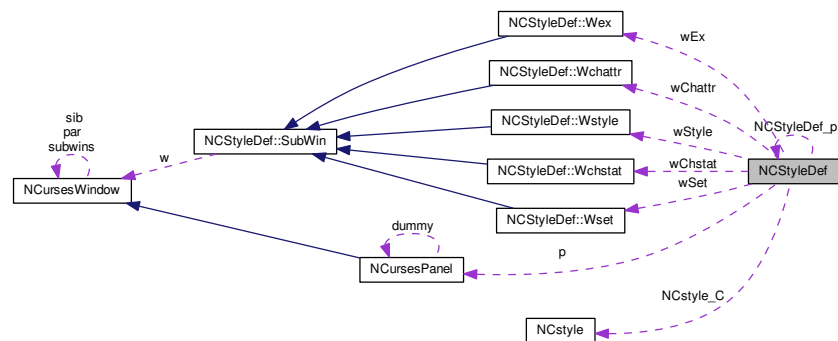 NCStyleDef::Wex
wEx
NCStyleDef::Wchattr
wChattr
sib
par
subwins
NCStyleDef::SubWin
NCStyleDef::Wstyle
wStyle
NCStyleDef_p
w
NCursesWindow
NCStyleDef::Wchstat
wChstat
NCStyleDef
wSet
NCStyleDef::Wset
dummy
p
NCursesPanel
NCstyle_C
NCstyle